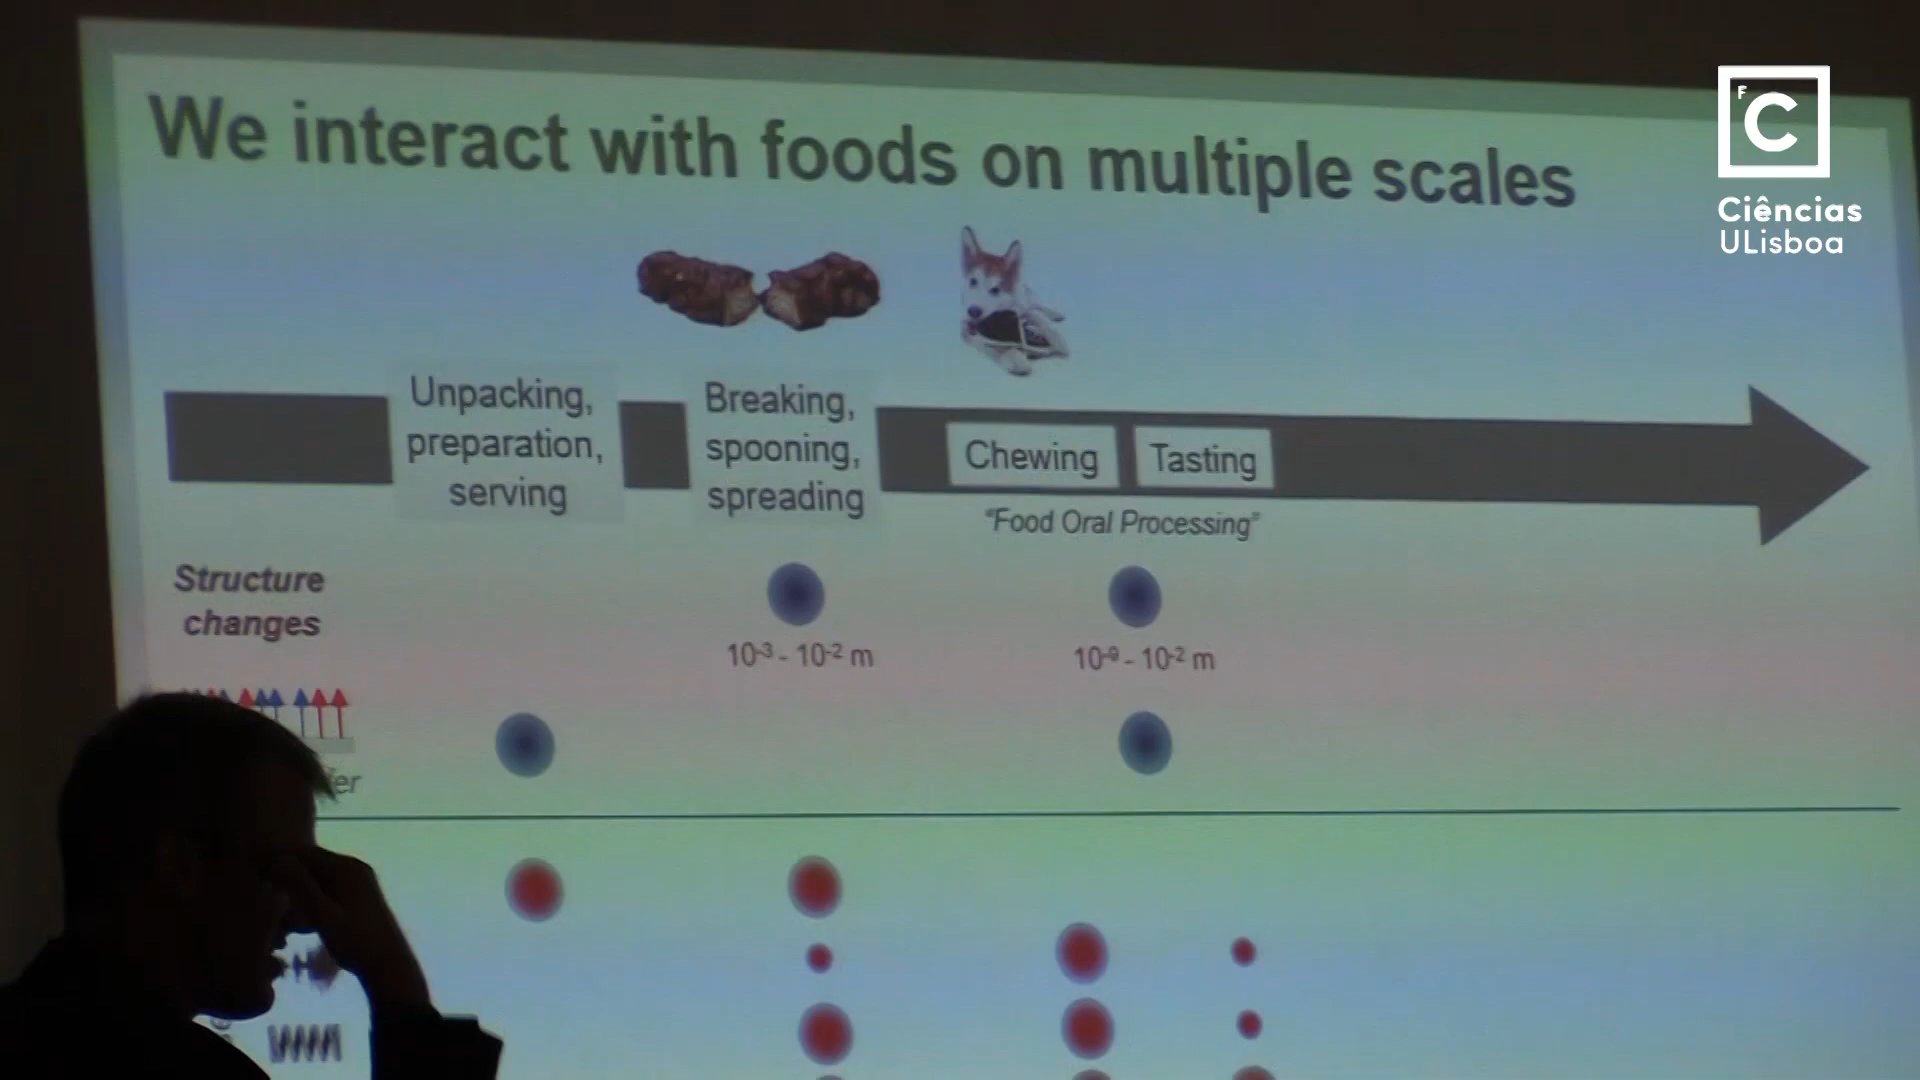 We interact with foods on multiple scales
F
C
Ciências
ULisboa
Unpacking,
preparation,
serving
Breaking,
spooning,
spreading
Chewing
Tasting
"Food Oral Processing"
Structure
changes
10-3 - 10-2 m
10-9 - 10-2 m